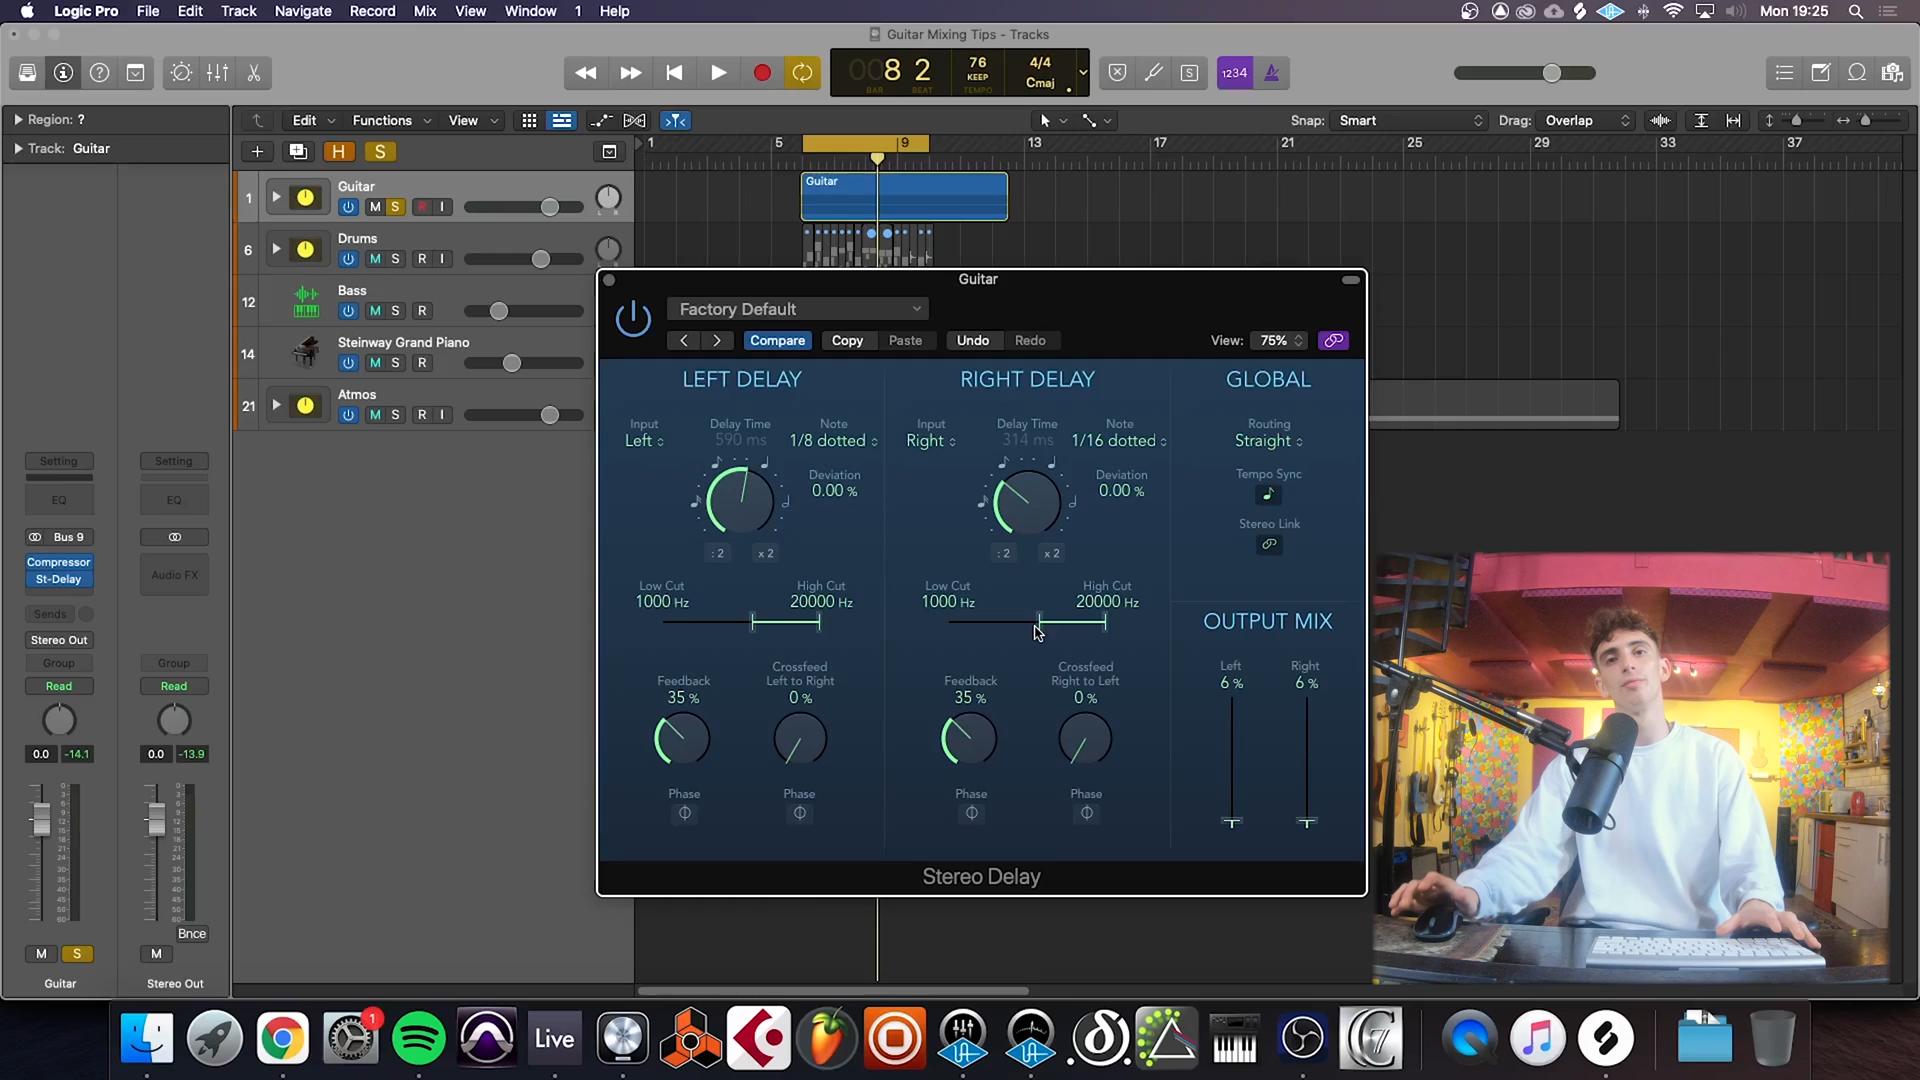 Logic Pro File Edit Track Navigate Record Mix View Window 1 Help Mon 19:25
Guitar Mixing Tips - Tracks
008 2 76 4/4
KEEP Cmaj
BAR BEAT TEMPO
S 1234
Region: ? Edit Functions View Snap: Smart Drag: Overlap
Track: Guitar H S 1 5 9 13 17 21 25 29 33 37
1 Guitar M S R I L R Guitar
6 Drums M S R I
12 Bass M S R
14 Steinway Grand Piano M S R
21 Atmos M S R I
Guitar
Factory Default
Compare Copy Paste Undo Redo View: 75%
LEFT DELAY RIGHT DELAY GLOBAL
Input Delay Time Note Input Delay Time Note Routing
Left 590 ms 1/8 dotted Right 314 ms 1/16 dotted Straight
Deviation Deviation Tempo Sync
0.00 % 0.00 %
Stereo Link
: 2 x 2 : 2 x 2
Low Cut High Cut Low Cut High Cut
1000 Hz 20000 Hz 1000 Hz 20000 Hz
OUTPUT MIX
Crossfeed Crossfeed Left Right
Feedback Left to Right Feedback Right to Left 6 % 6 %
35 % 0 % 35 % 0 %
Phase Phase Phase Phase
Stereo Delay
Setting Setting
EQ EQ
Bus 9
Compressor
St-Delay Audio FX
Sends
Stereo Out
Group Group
Read Read
0.0 -14.1 0.0 -13.9
Bnce
M S M
Guitar Stereo Out
1 Live C7